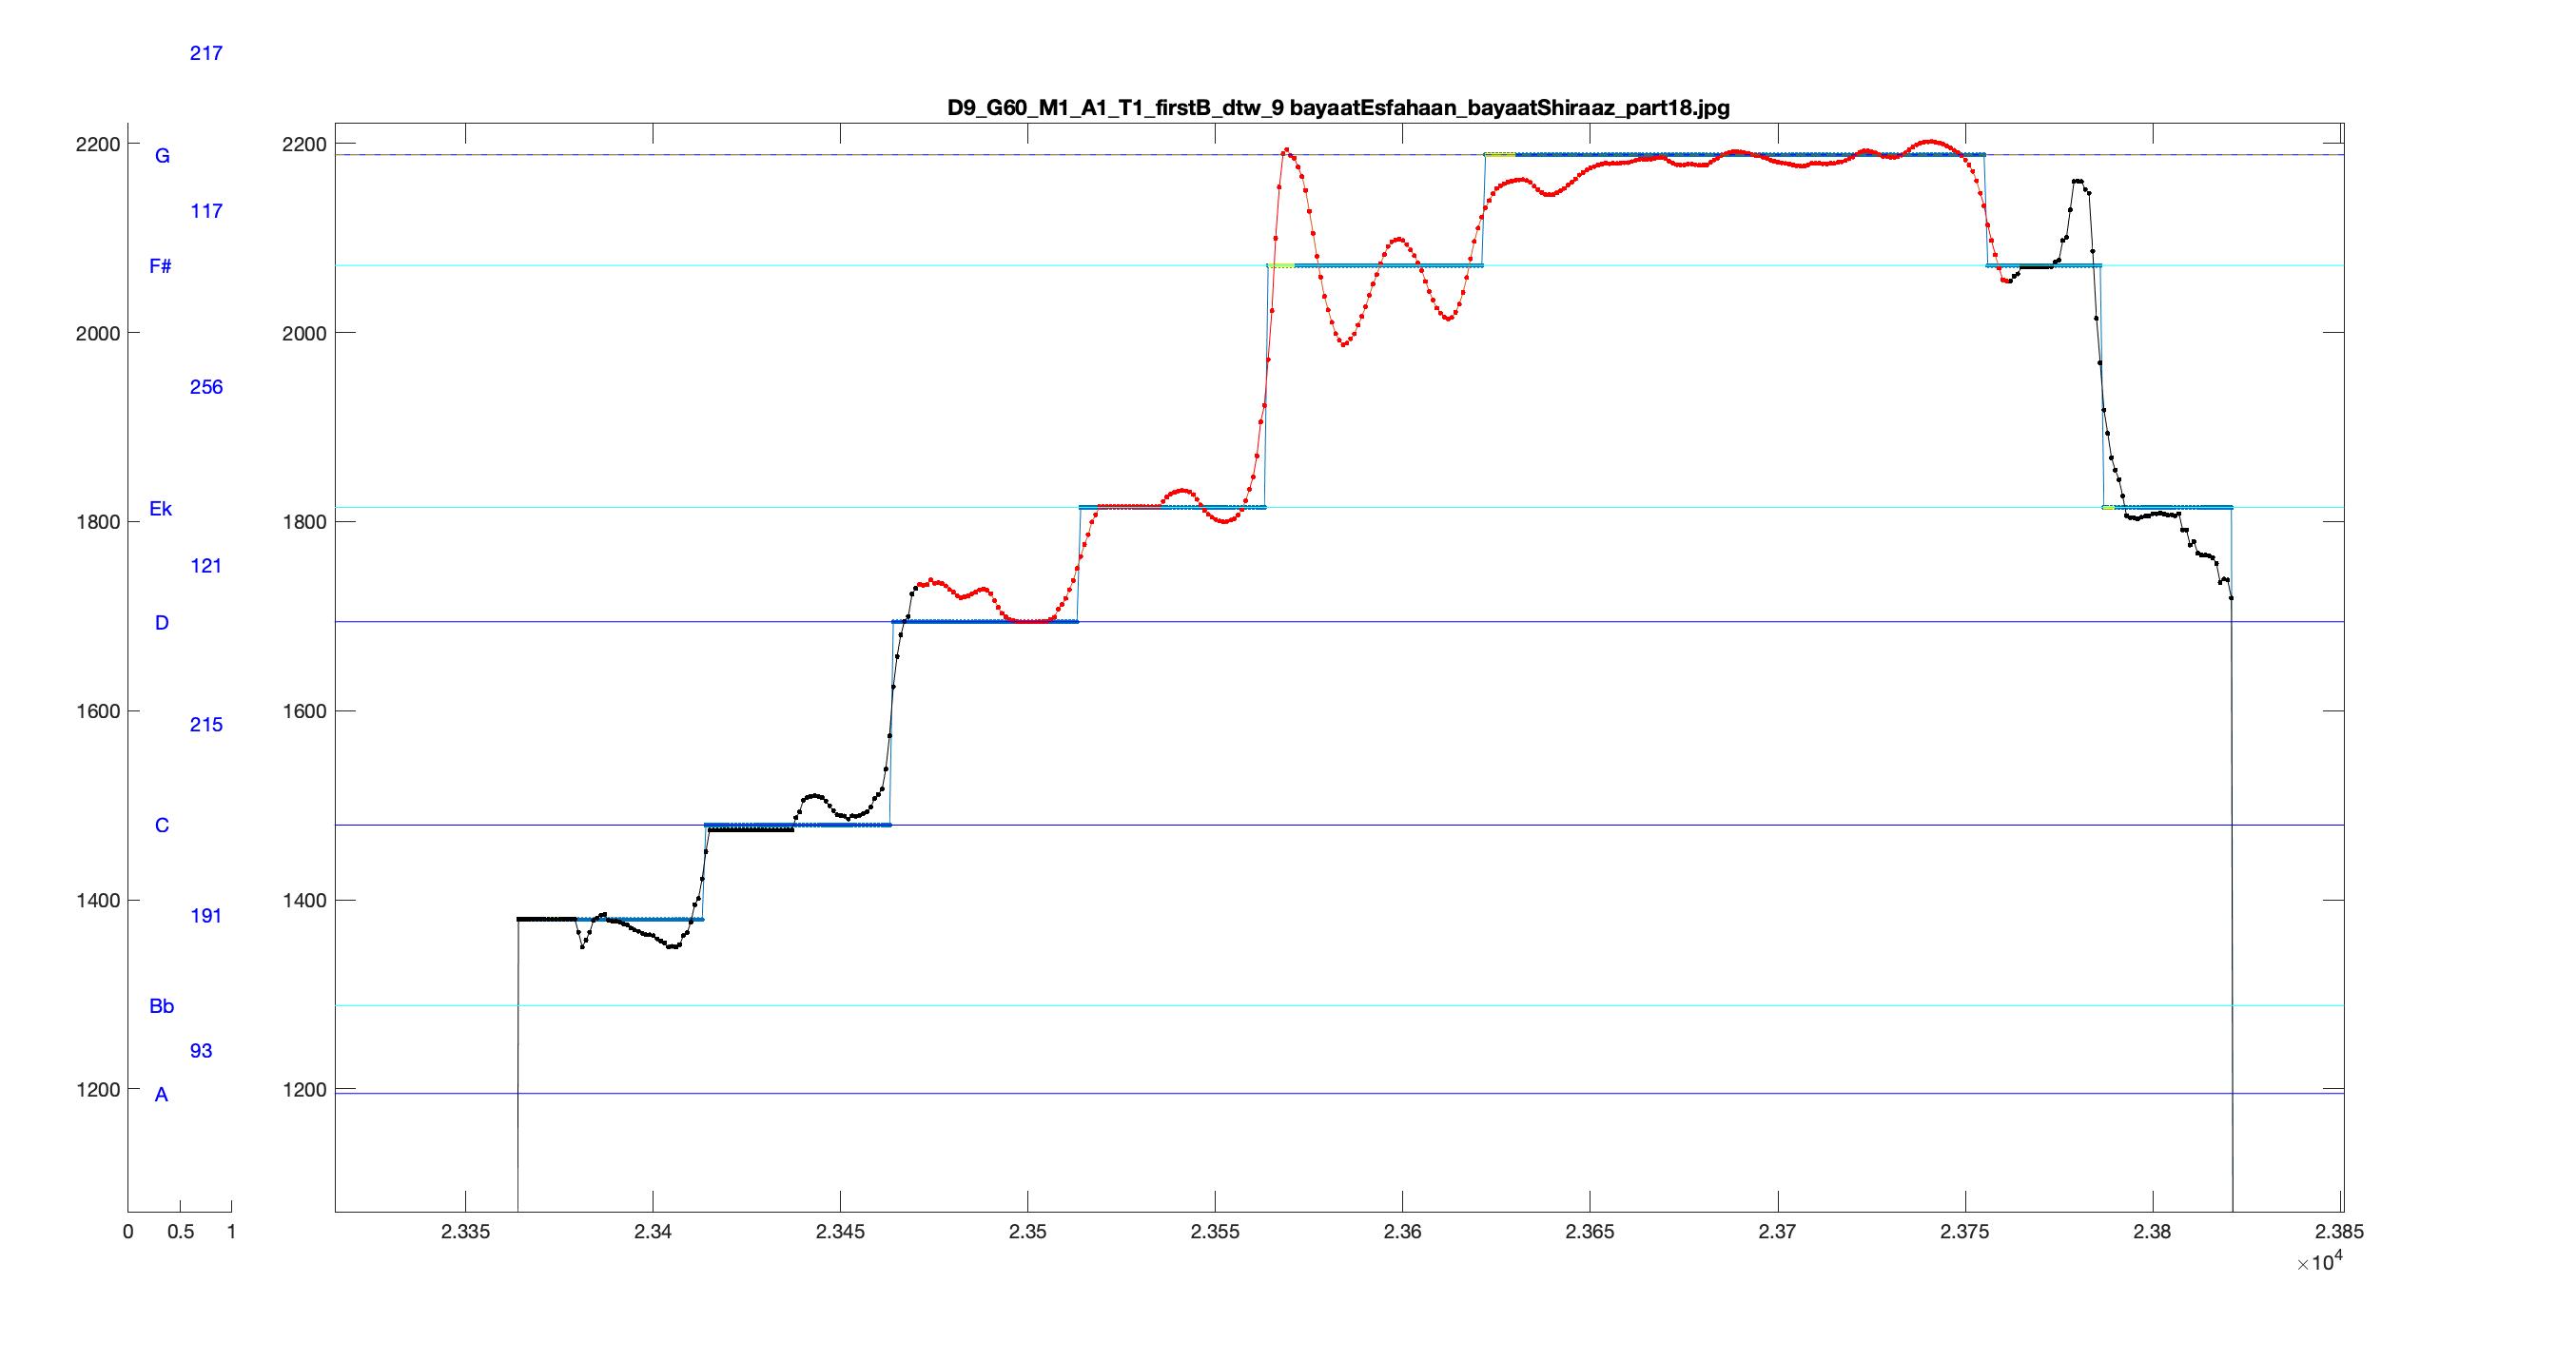 217
D9_G60_M1_A1_T1_firstB_dtw_9 bayaatEsfahaan_bayaatShiraaz_part18.jpg
2200 G 2200
117
F#
2000 2000
256
Ek 1800 1800
121
D
1600 215 1600
C
1400 191 1400
Bb
93
1200 A 1200
0 0.5 1 2.335 2.34 2.345 2.35 2.355 2.36 2.365 2.37 2.375 2.38 2.385
×10^4